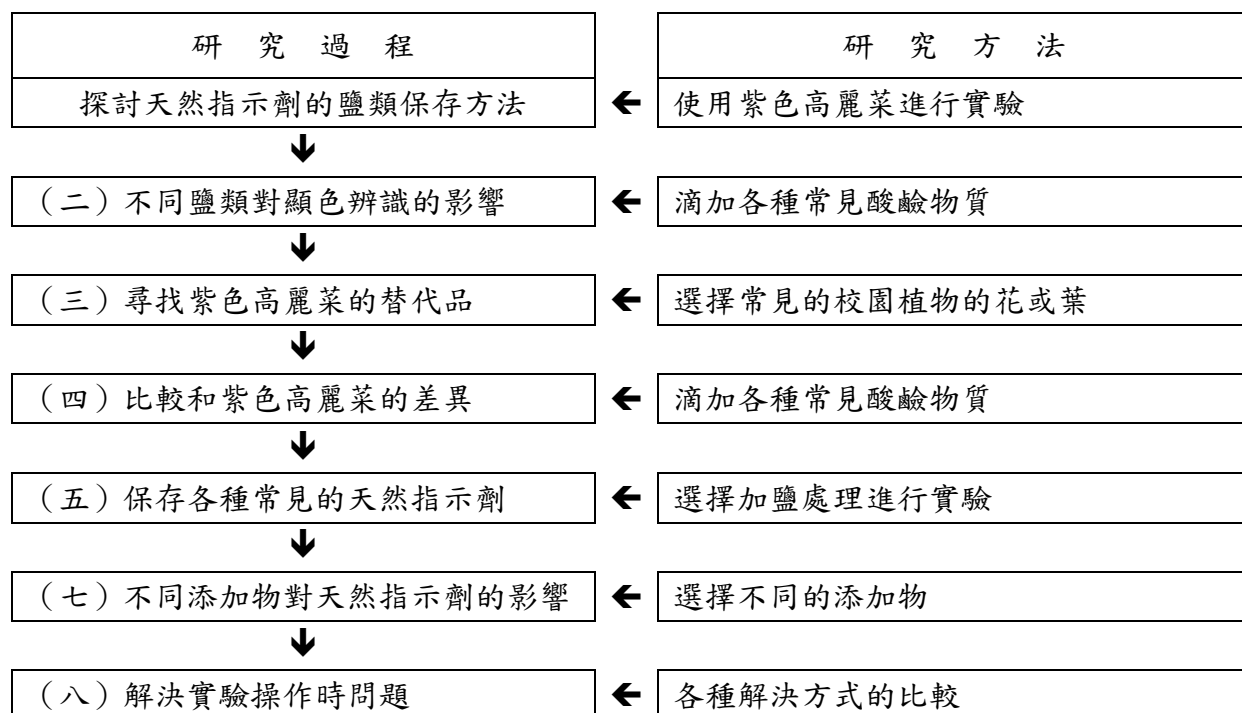 研 究 過 程
研 究 方 法
探討天然指示劑的鹽類保存方法
使用紫色高麗菜進行實驗
（二）不同鹽類對顯色辨識的影響
滴加各種常見酸鹼物質
（三）尋找紫色高麗菜的替代品
選擇常見的校園植物的花或葉
（四）比較和紫色高麗菜的差異
滴加各種常見酸鹼物質
（五）保存各種常見的天然指示劑
選擇加鹽處理進行實驗
（七）不同添加物對天然指示劑的影響
選擇不同的添加物
（八）解決實驗操作時問題
各種解決方式的比較